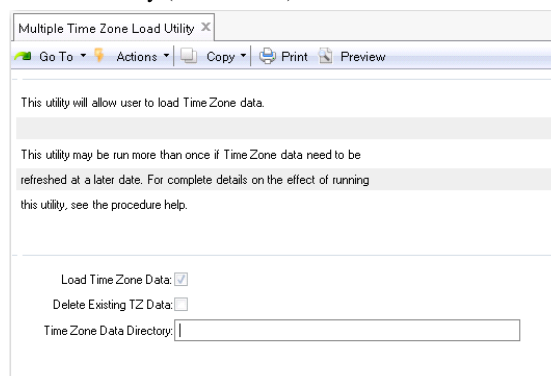 Multiple Time Zone Load Utility X
Go To Actions Copy Print Preview
This utility will allow user to load Time Zone data.
This utility may be run more than once if Time Zone data need to be
refreshed at a later date. For complete details on the effect of running
this utility, see the procedure help.
Load Time Zone Data:
Delete Existing TZ Data:
Time Zone Data Directory: